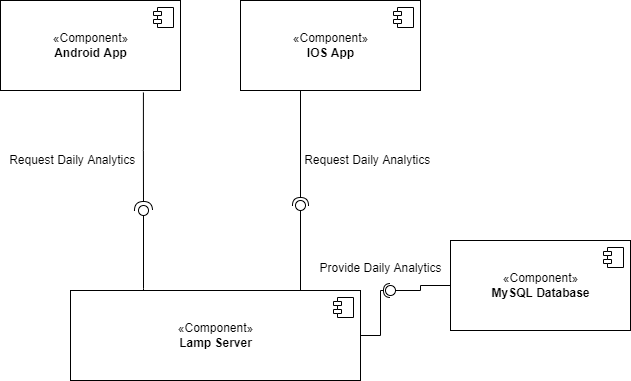 «Component»
Android App
«Component»
IOS App
Request Daily Analytics
Request Daily Analytics
Provide Daily Analytics
«Component»
MySQL Database
«Component»
Lamp Server